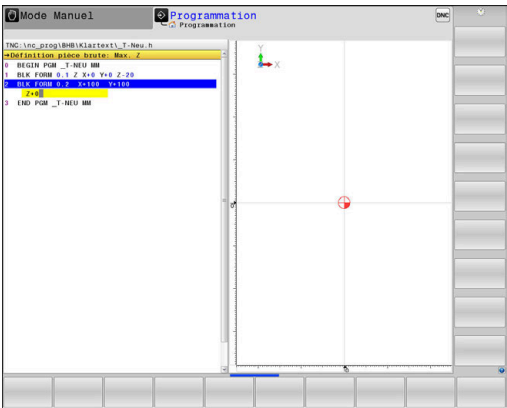 Mode Manuel
Programmation
DNC
Programmation
TNC:\nc_prog\BHB\Klartext\_T-Neu.h
→Définition pièce brute: Max. Z
0 BEGIN PGM _T-NEU MM
1 BLK FORM 0.1 Z X+0 Y+0 Z-20
2 BLK FORM 0.2 X+100 Y+100
Z+0
3 END PGM _T-NEU MM
Y
X
0
0